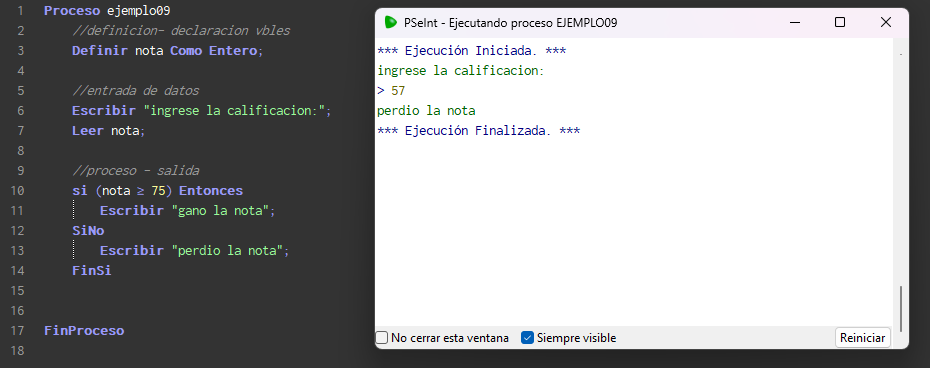 1 Proceso ejemplo09
2 //definicion- declaracion vbles
3 Definir nota Como Entero;
4
5 //entrada de datos
6 Escribir "ingrese la calificacion:";
7 Leer nota;
8
9 //proceso - salida
10 si (nota ≥ 75) Entonces
11 Escribir "gano la nota";
12 SiNo
13 Escribir "perdio la nota";
14 FinSi
15
16
17 FinProceso
18
PSeInt - Ejecutando proceso EJEMPLO09
*** Ejecución Iniciada. ***
ingrese la calificacion:
> 57
perdio la nota
*** Ejecución Finalizada. ***
No cerrar esta ventana
Siempre visible
Reiniciar